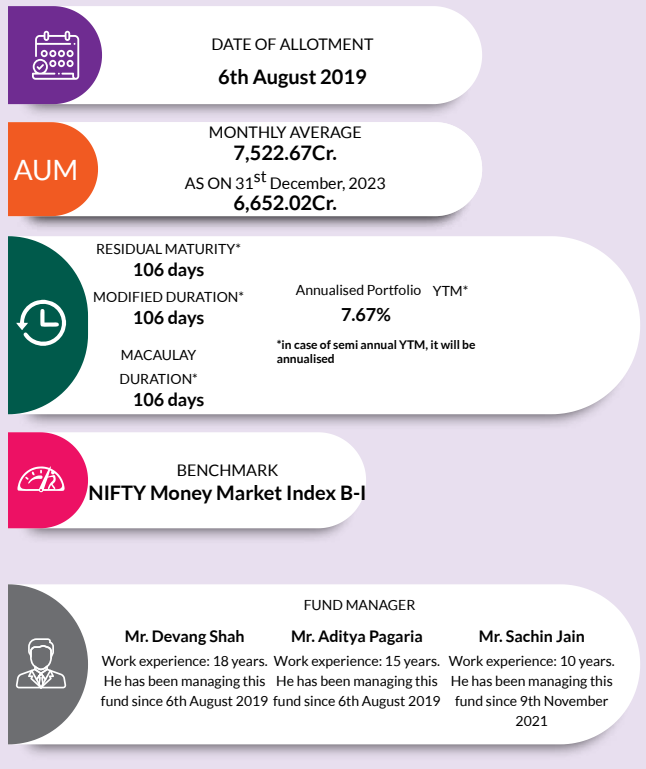 DATE OF ALLOTMENT
6th August 2019
AUM
MONTHLY AVERAGE
7,522.67Cr.
AS ON 31st December, 2023
6,652.02Cr.
RESIDUAL MATURITY*
106 days
MODIFIED DURATION*
106 days
MACAULAY
DURATION*
106 days
Annualised Portfolio YTM*
7.67%
*in case of semi annual YTM, it will be
annualised
BENCHMARK
NIFTY Money Market Index B-I
FUND MANAGER
Mr. Devang Shah
Work experience: 18 years.
He has been managing this
fund since 6th August 2019
Mr. Aditya Pagaria
Work experience: 15 years.
He has been managing this
fund since 6th August 2019
Mr. Sachin Jain
Work experience: 10 years.
He has been managing this
fund since 9th November
2021